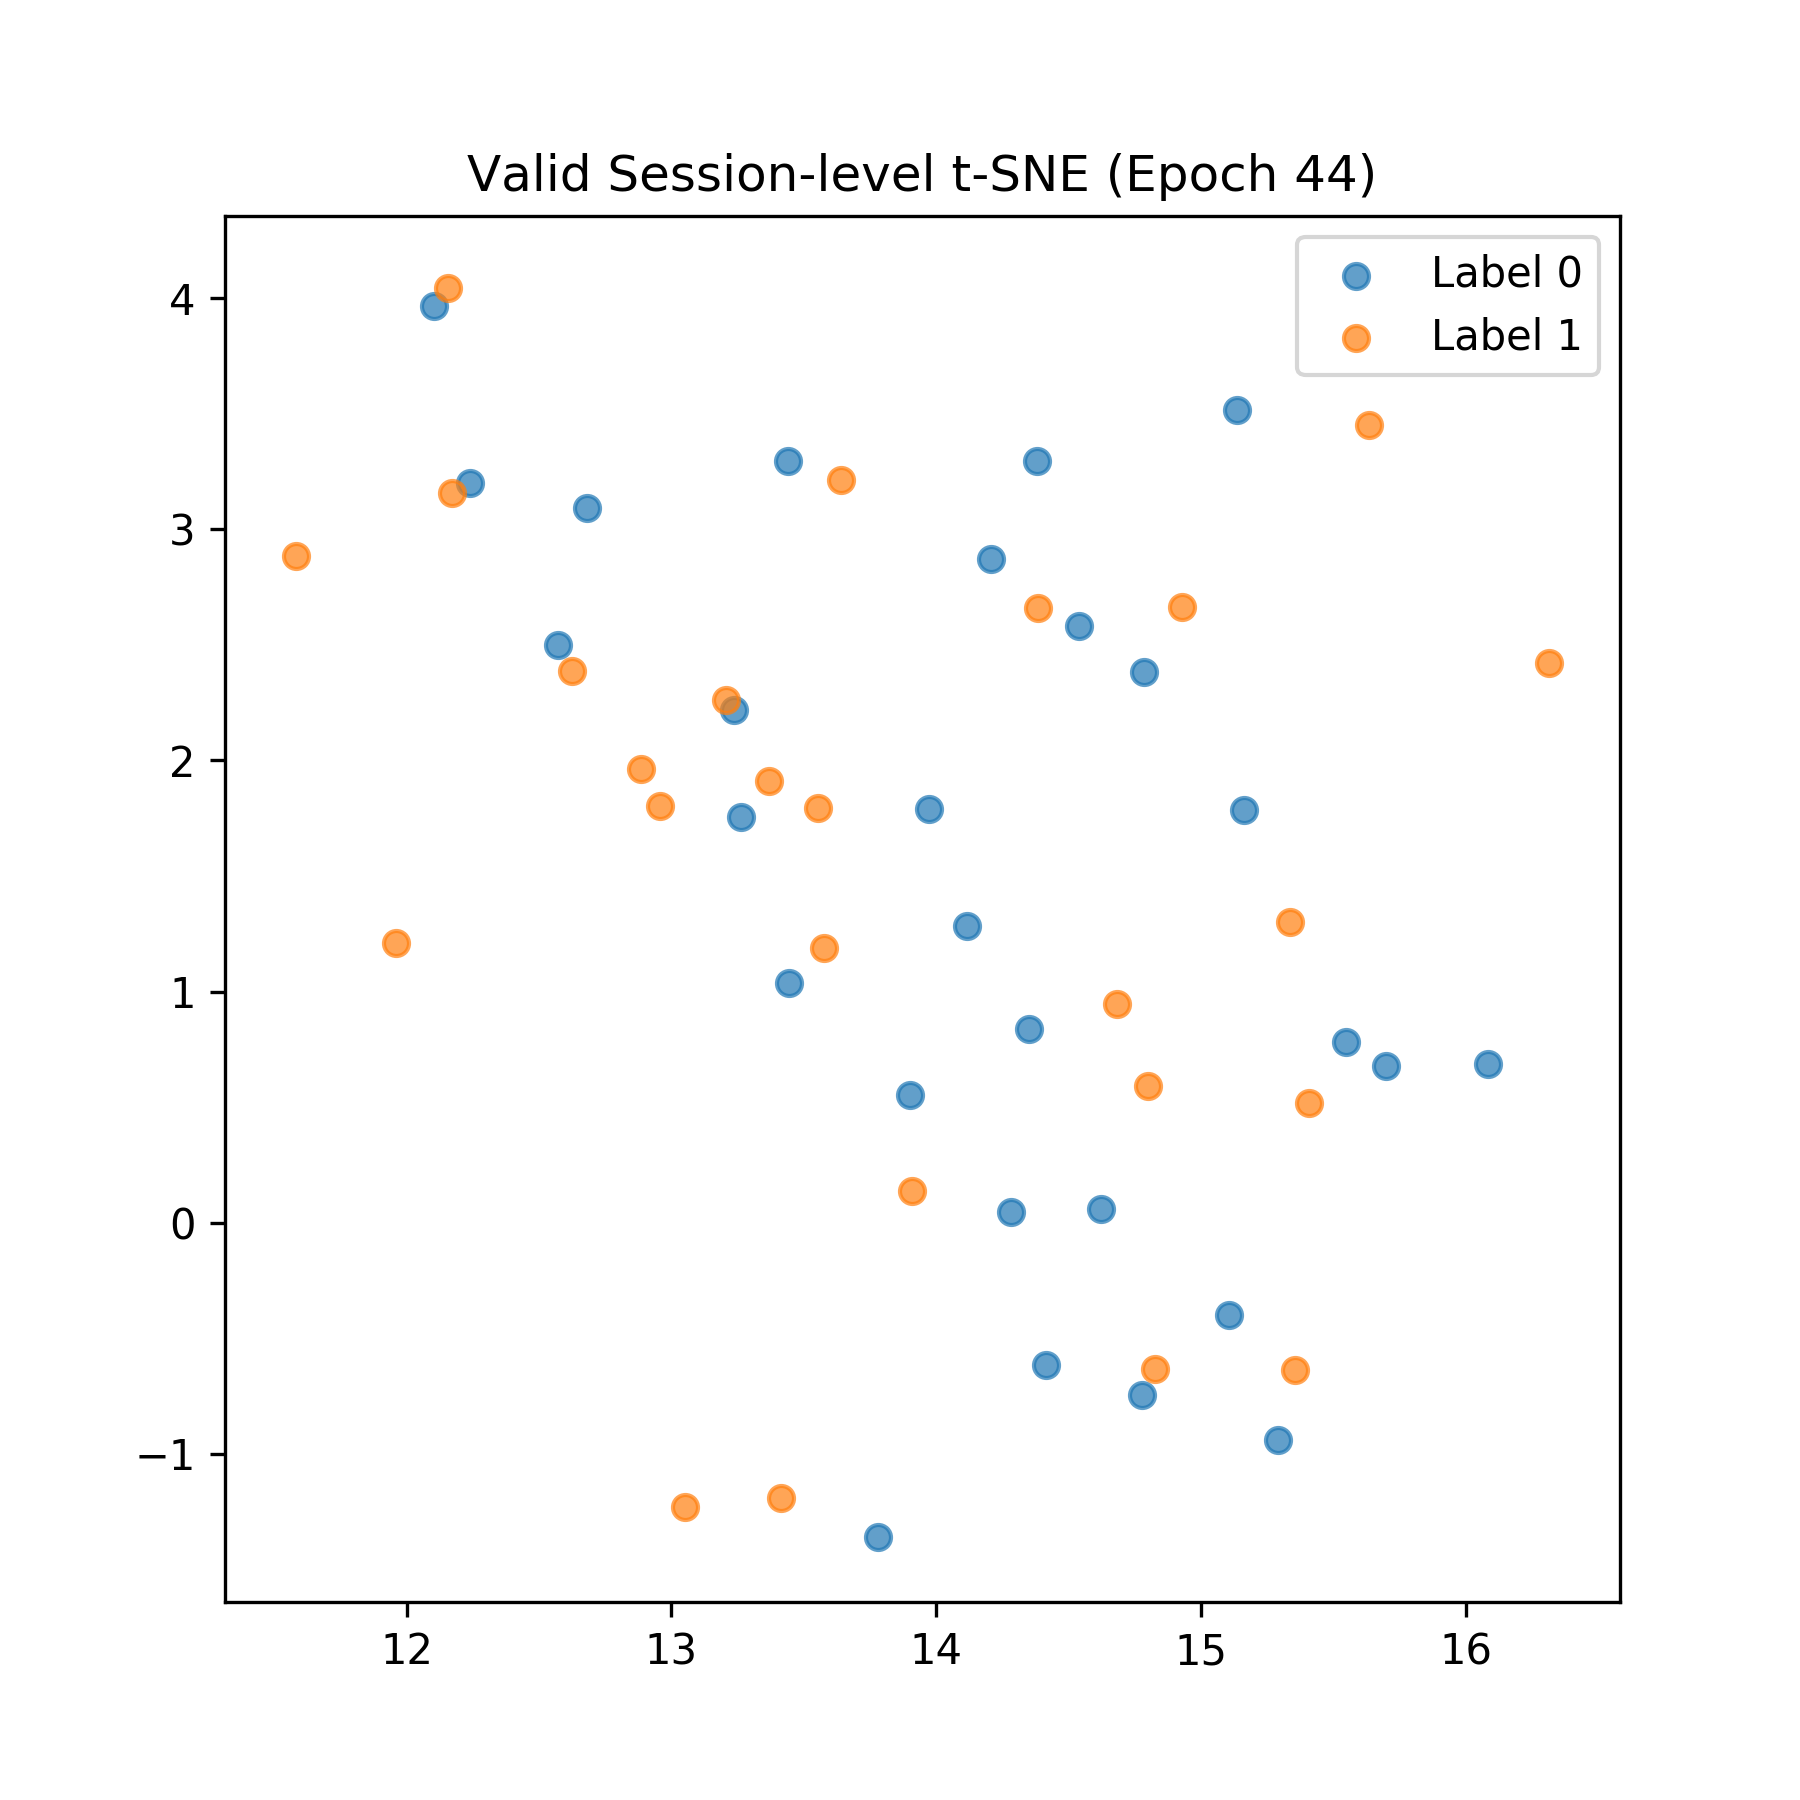 Valid Session-level t-SNE (Epoch 44)
Label 0
Label 1
4
3
2
1
0
−1
12 13 14 15 16